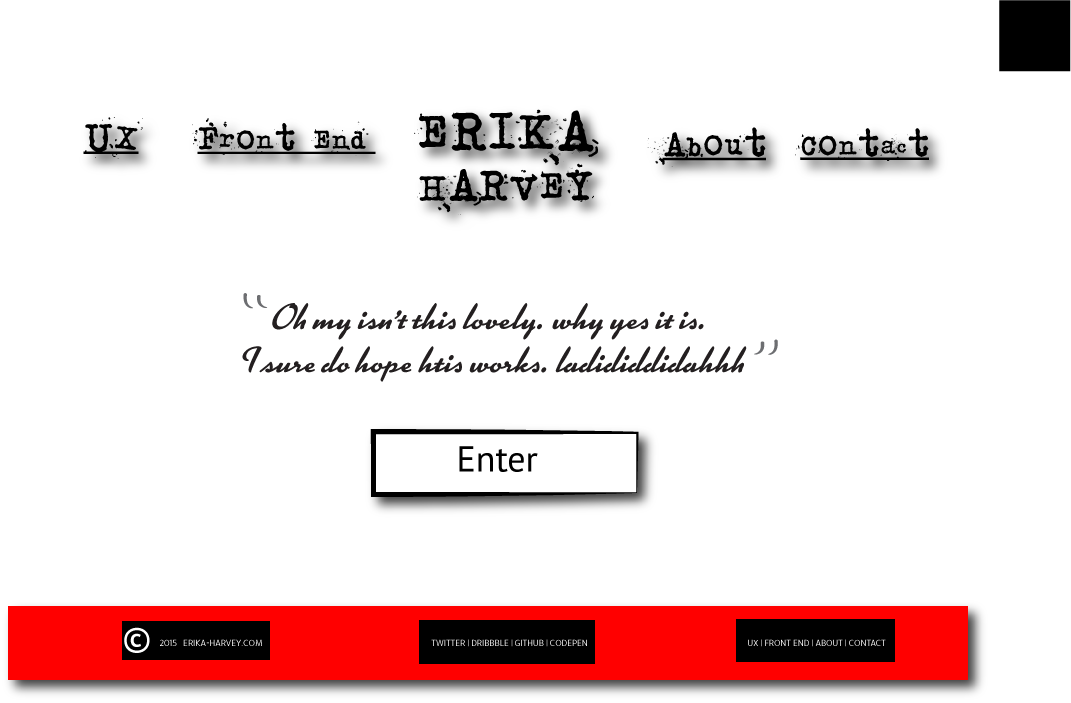 UX Front End ERIKA About contact
HARVEY
“Oh my isn't this lovely. why yes it is.
I sure do hope htis works. ladididdidahhh”
Enter
© 2015 ERIKA-HARVEY.COM TWITTER | DRIBBBLE | GITHUB | CODEPEN UX | FRONT END | ABOUT | CONTACT